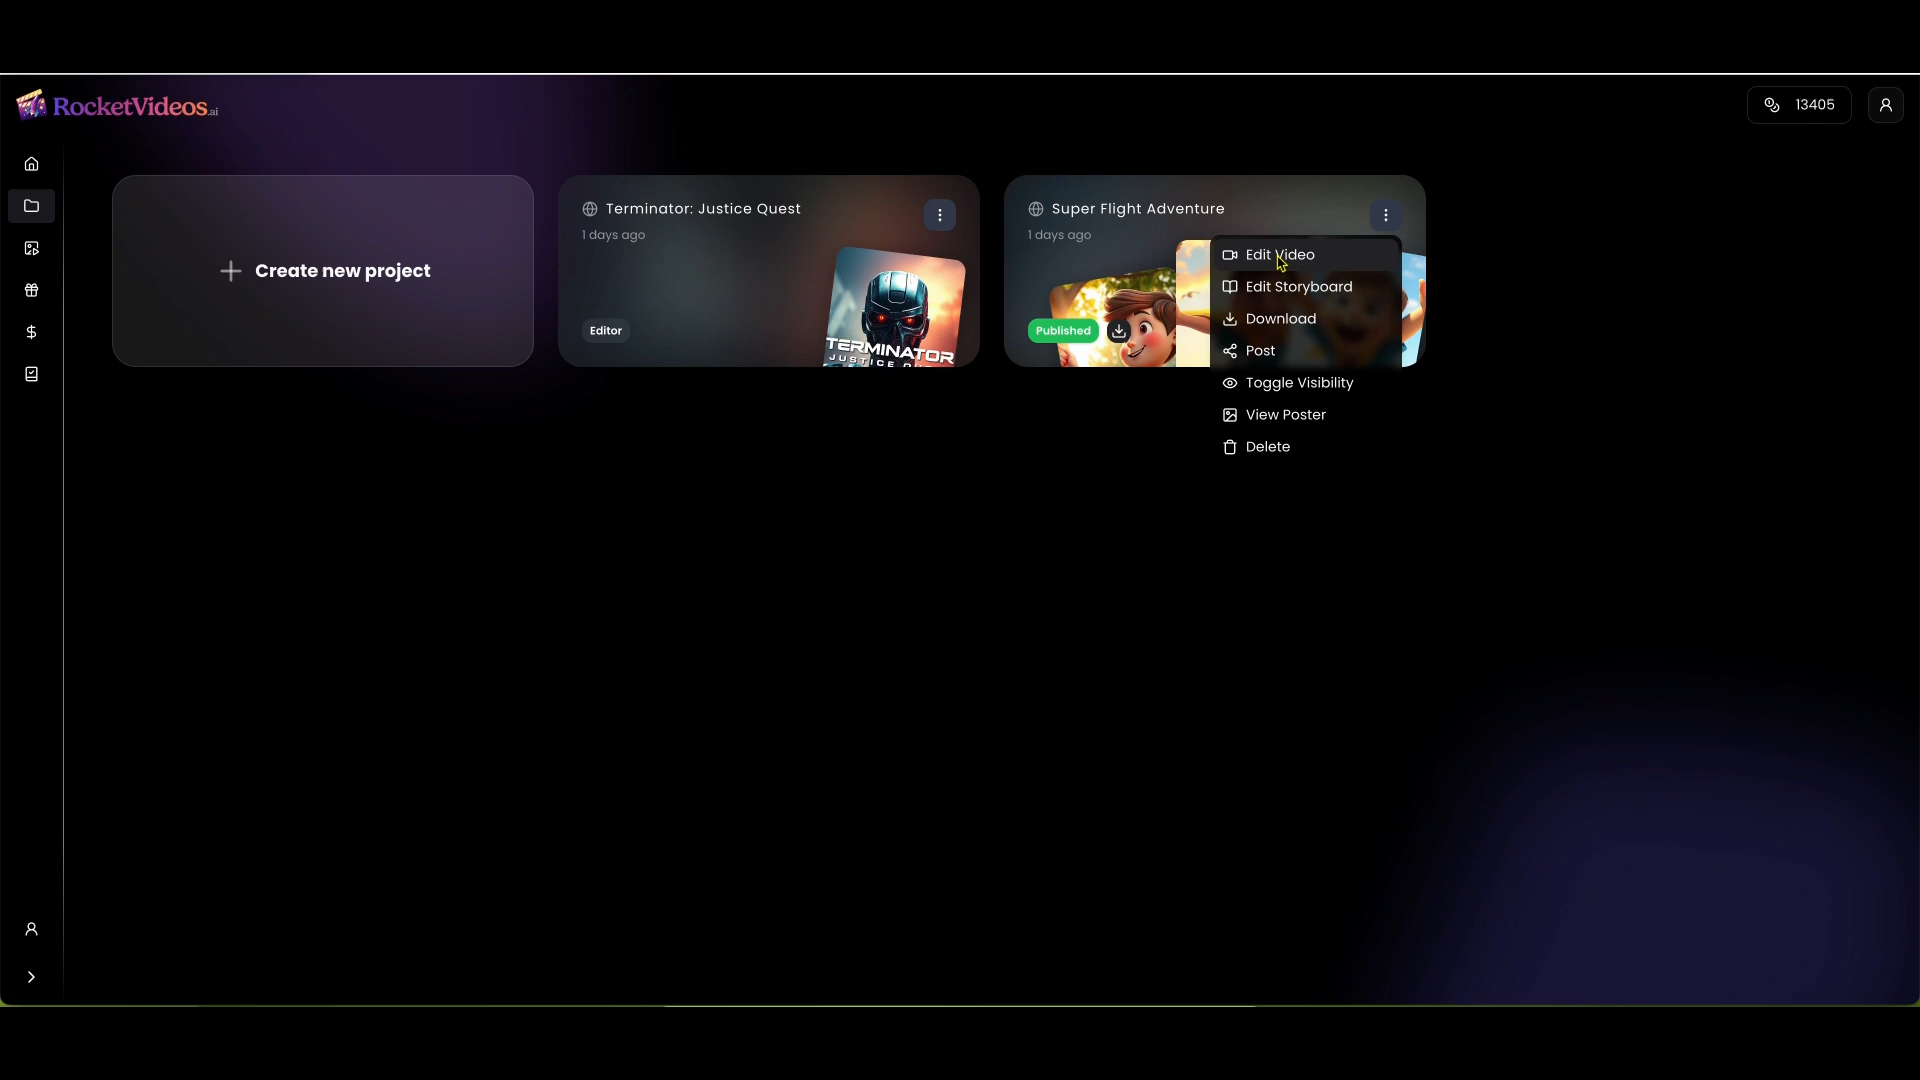 RocketVideos.ai
13405
Create new project
Terminator: Justice Quest
1 days ago
Editor
TERMINATOR
Super Flight Adventure
1 days ago
Published
Edit Video
Edit Storyboard
Download
Post
Toggle Visibility
View Poster
Delete